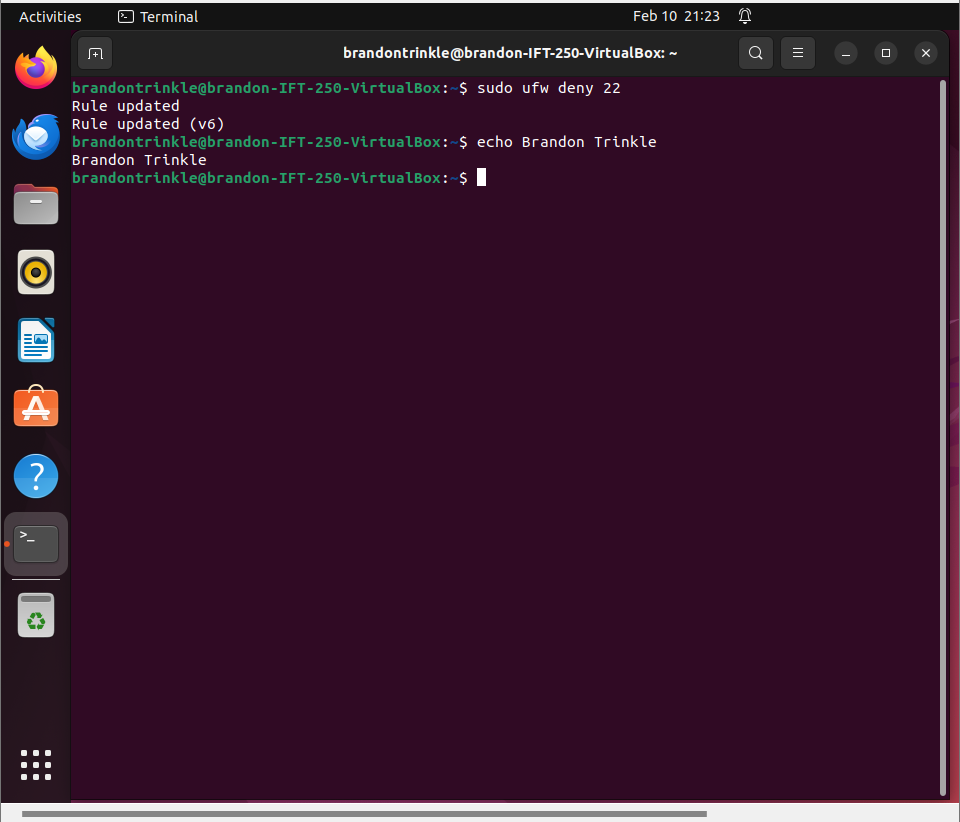 Activities
Terminal
Feb 10 21:23
brandontrinkle@brandon-IFT-250-VirtualBox: ~
brandontrinkle@brandon-IFT-250-VirtualBox:~$ sudo ufw deny 22
Rule updated
Rule updated (v6)
brandontrinkle@brandon-IFT-250-VirtualBox:~$ echo Brandon Trinkle
Brandon Trinkle
brandontrinkle@brandon-IFT-250-VirtualBox:~$